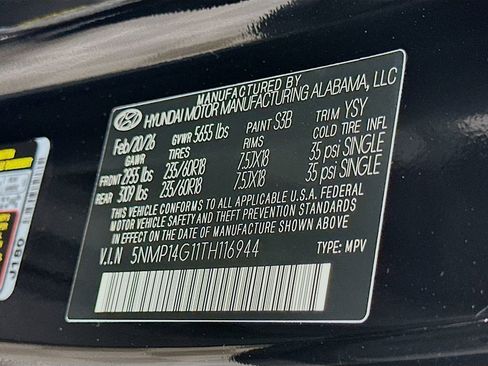 MANUFACTURED BY
HYUNDAI MOTOR MANUFACTURING ALABAMA, LLC
Feb/20/26 GVWR 5655 lbs PAINT S3B TRIM YSY
GAWR TIRES RIMS COLD TIRE INFL
FRONT 2955 lbs 235/60R18 7.5JX18 35 psi SINGLE
REAR 3109 lbs 235/60R18 7.5JX18 35 psi SINGLE
THIS VEHICLE CONFORMS TO ALL APPLICABLE U.S.A. FEDERAL
MOTOR VEHICLE SAFETY AND THEFT PREVENTION STANDARDS
IN EFFECT ON THE DATE OF MANUFACTURE SHOWN ABOVE
V.I.N 5NMP14G11TH116944 TYPE: MPV
J180